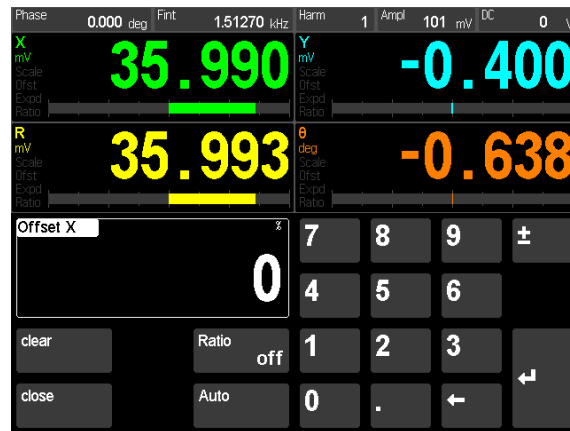 Phase 0.000 deg Fint 1.51270 kHz Harm 1 Ampl 101 mV DC 0 V
X
mV
Scale
Ofst
Expd
Ratio
35.990
Y
mV
Scale
Ofst
Expd
Ratio
-0.400
R
mV
Scale
Ofst
Expd
Ratio
35.993
θ
deg
Scale
Ofst
Expd
Ratio
-0.638
Offset X %
0
7 8 9 ±
4 5 6
clear Ratio off 1 2 3
close Auto 0 . ← ↵